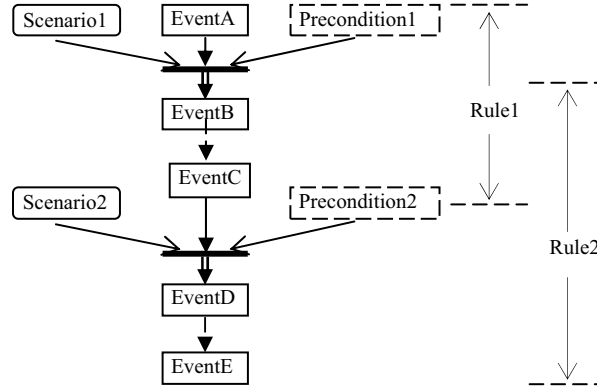 Scenario1
EventA
Precondition1
Rule1
EventB
EventC
Scenario2
Precondition2
Rule2
EventD
EventE